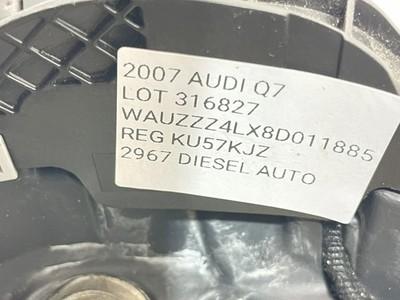 2007 AUDI Q7
LOT 316827
WAUZZZ4LX8D011885
REG KU57KJZ
2967 DIESEL AUTO